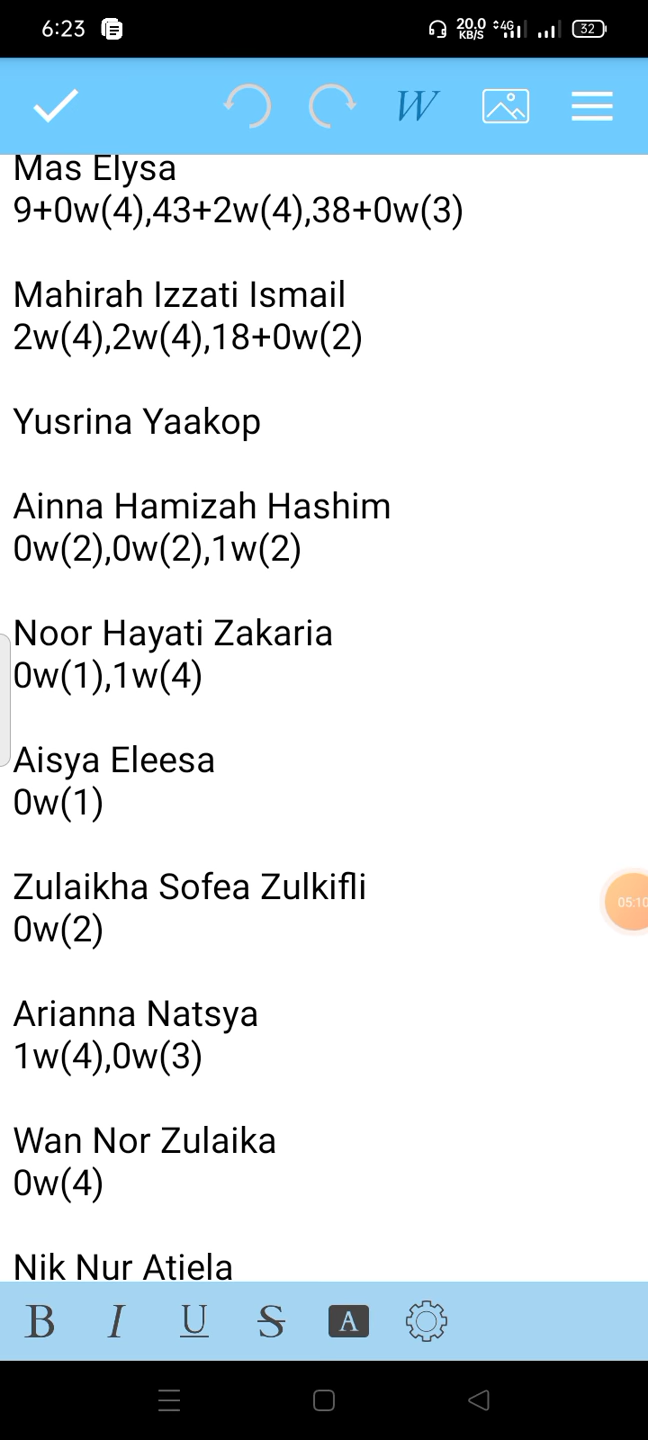 6:23
20.0
KB/S
4G
32
W
Mas Elysa
9+0w(4),43+2w(4),38+0w(3)
Mahirah Izzati Ismail
2w(4),2w(4),18+0w(2)
Yusrina Yaakop
Ainna Hamizah Hashim
0w(2),0w(2),1w(2)
Noor Hayati Zakaria
0w(1),1w(4)
Aisya Eleesa
0w(1)
Zulaikha Sofea Zulkifli
0w(2)
05:10
Arianna Natsya
1w(4),0w(3)
Wan Nor Zulaika
0w(4)
Nik Nur Atiela
B I U S A